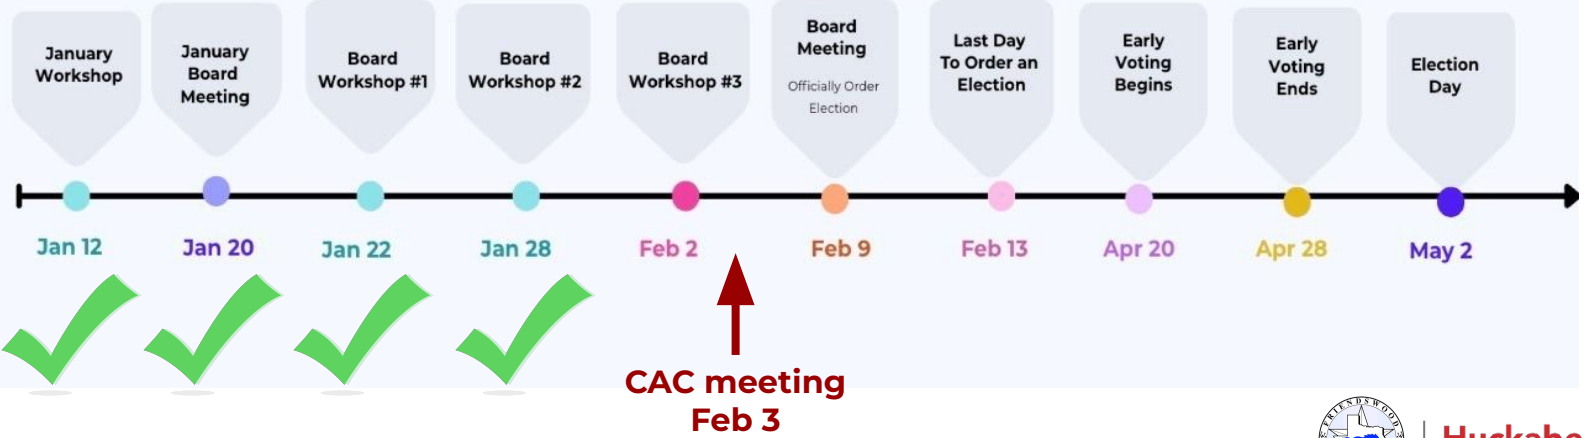 January
Workshop
January
Board
Meeting
Board
Workshop #1
Board
Workshop #2
Board
Workshop #3
Board
Meeting
Officially Order
Election
Last Day
To Order an
Election
Early
Voting
Begins
Early
Voting
Ends
Election
Day
Jan 12
Jan 20
Jan 22
Jan 28
Feb 2
Feb 9
Feb 13
Apr 20
Apr 28
May 2
CAC meeting
Feb 3
FRIENDSWOOD